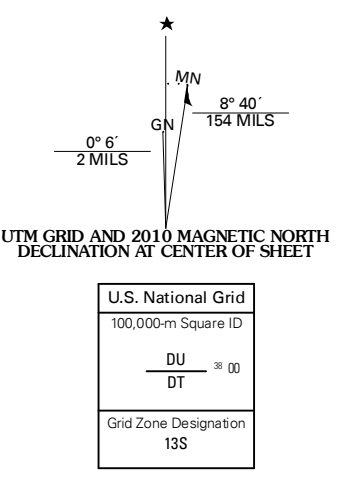 ★
MN
8° 40´
154 MILS
GN
0° 6´
2 MILS
UTM GRID AND 2010 MAGNETIC NORTH
DECLINATION AT CENTER OF SHEET
U.S. National Grid
100,000-m Square ID
DU
38 00
DT
Grid Zone Designation
13S